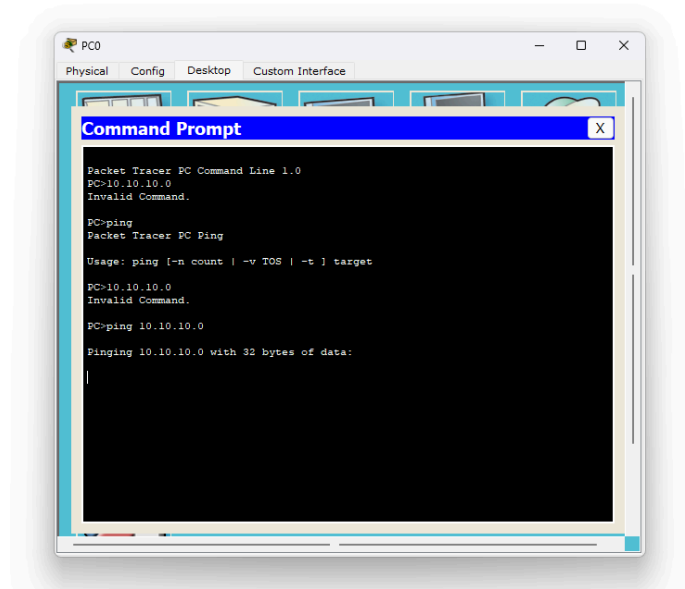 PC0
Physical Config Desktop Custom Interface
Command Prompt
X
Packet Tracer PC Command Line 1.0
PC>10.10.10.0
Invalid Command.
PC>ping
Packet Tracer PC Ping
Usage: ping [-n count | -v TOS | -t ] target
PC>10.10.10.0
Invalid Command.
PC>ping 10.10.10.0
Pinging 10.10.10.0 with 32 bytes of data: